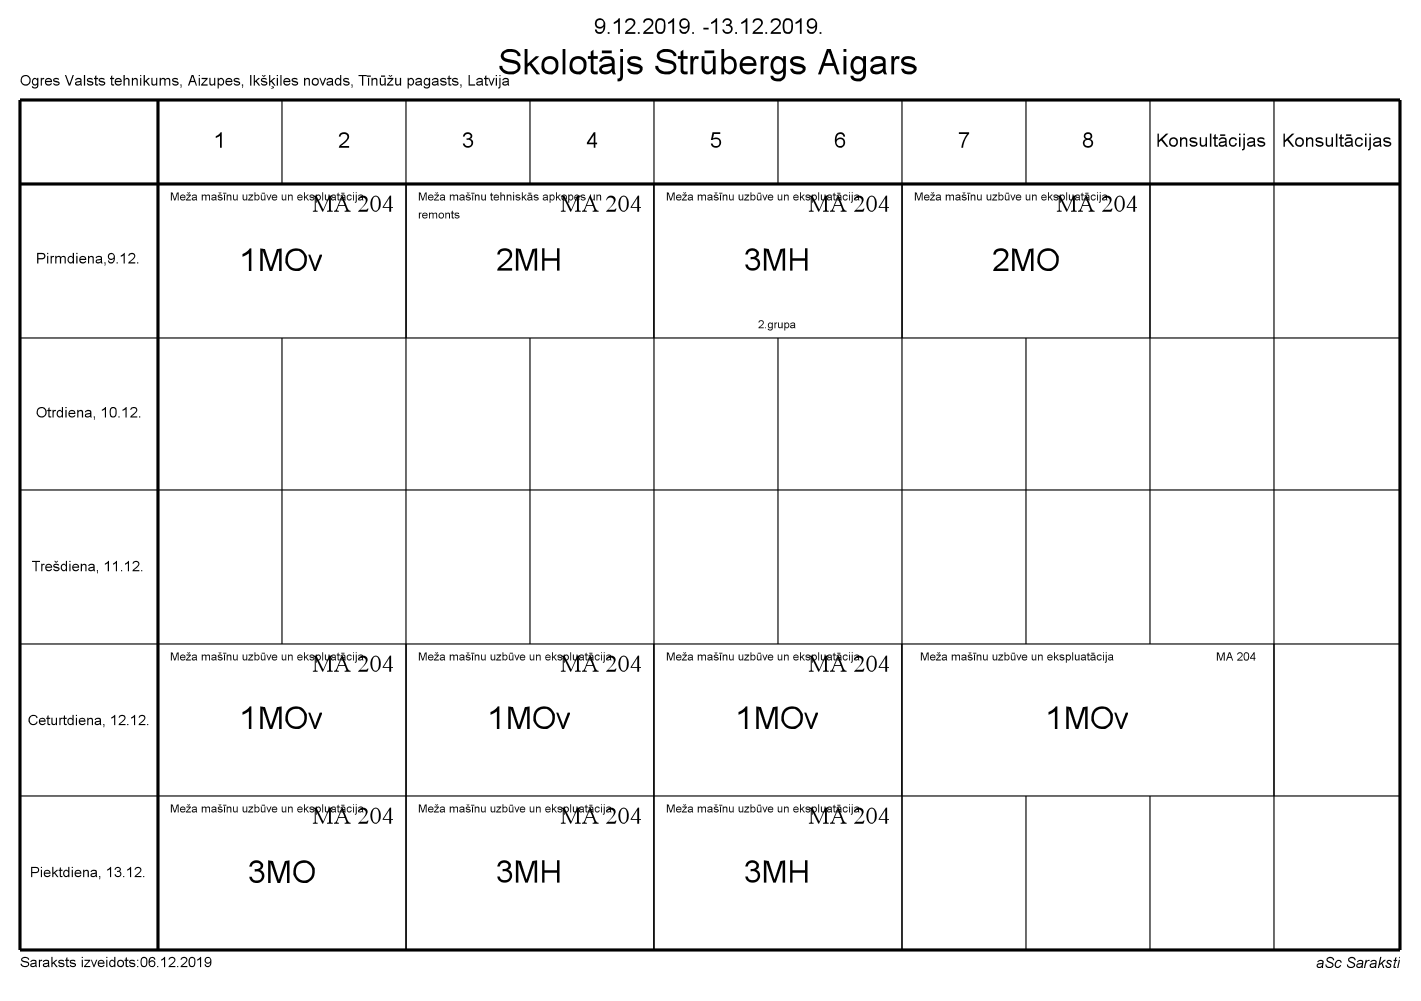 9.12.2019. -13.12.2019.
Skolotājs Strūbergs Aigars
Ogres Valsts tehnikums, Aizupes, Ikšķiles novads, Tīnūžu pagasts, Latvija
1 2 3 4 5 6 7 8 Konsultācijas Konsultācijas
Pirmdiena,9.12.
Meža mašīnu uzbūve un ekspluatācija
MA 204
1MOv
Meža mašīnu tehniskās apkopes un
remonts
MA 204
2MH
Meža mašīnu uzbūve un ekspluatācija
MA 204
3MH
2.grupa
Meža mašīnu uzbūve un ekspluatācija
MA 204
2MO
Otrdiena, 10.12.
Trešdiena, 11.12.
Ceturtdiena, 12.12.
Meža mašīnu uzbūve un ekspluatācija
MA 204
1MOv
Meža mašīnu uzbūve un ekspluatācija
MA 204
1MOv
Meža mašīnu uzbūve un ekspluatācija
MA 204
1MOv
Meža mašīnu uzbūve un ekspluatācija
MA 204
1MOv
Piektdiena, 13.12.
Meža mašīnu uzbūve un ekspluatācija
MA 204
3MO
Meža mašīnu uzbūve un ekspluatācija
MA 204
3MH
Meža mašīnu uzbūve un ekspluatācija
MA 204
3MH
Saraksts izveidots:06.12.2019
aSc Saraksti